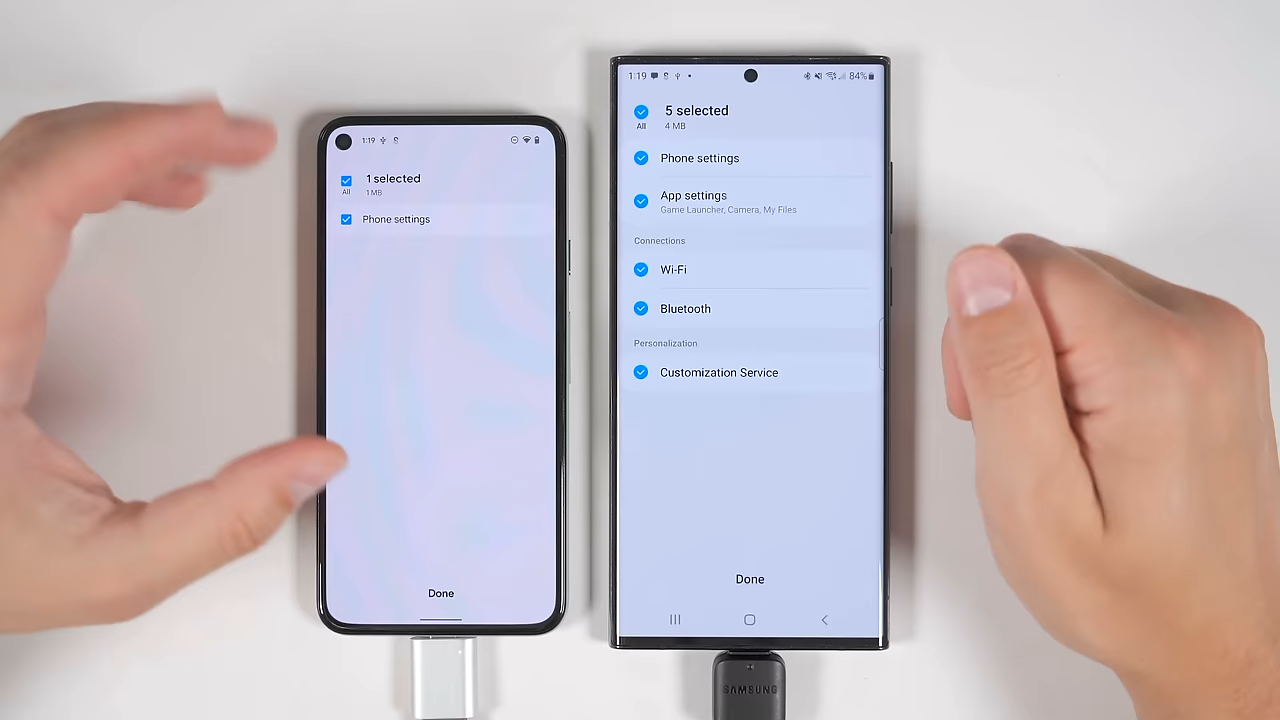 1:19
1 selected
All
1 MB
Phone settings
Done
1:19
84%
5 selected
All
4 MB
Phone settings
App settings
Game Launcher, Camera, My Files
Connections
Wi-Fi
Bluetooth
Personalization
Customization Service
Done
SAMSUNG